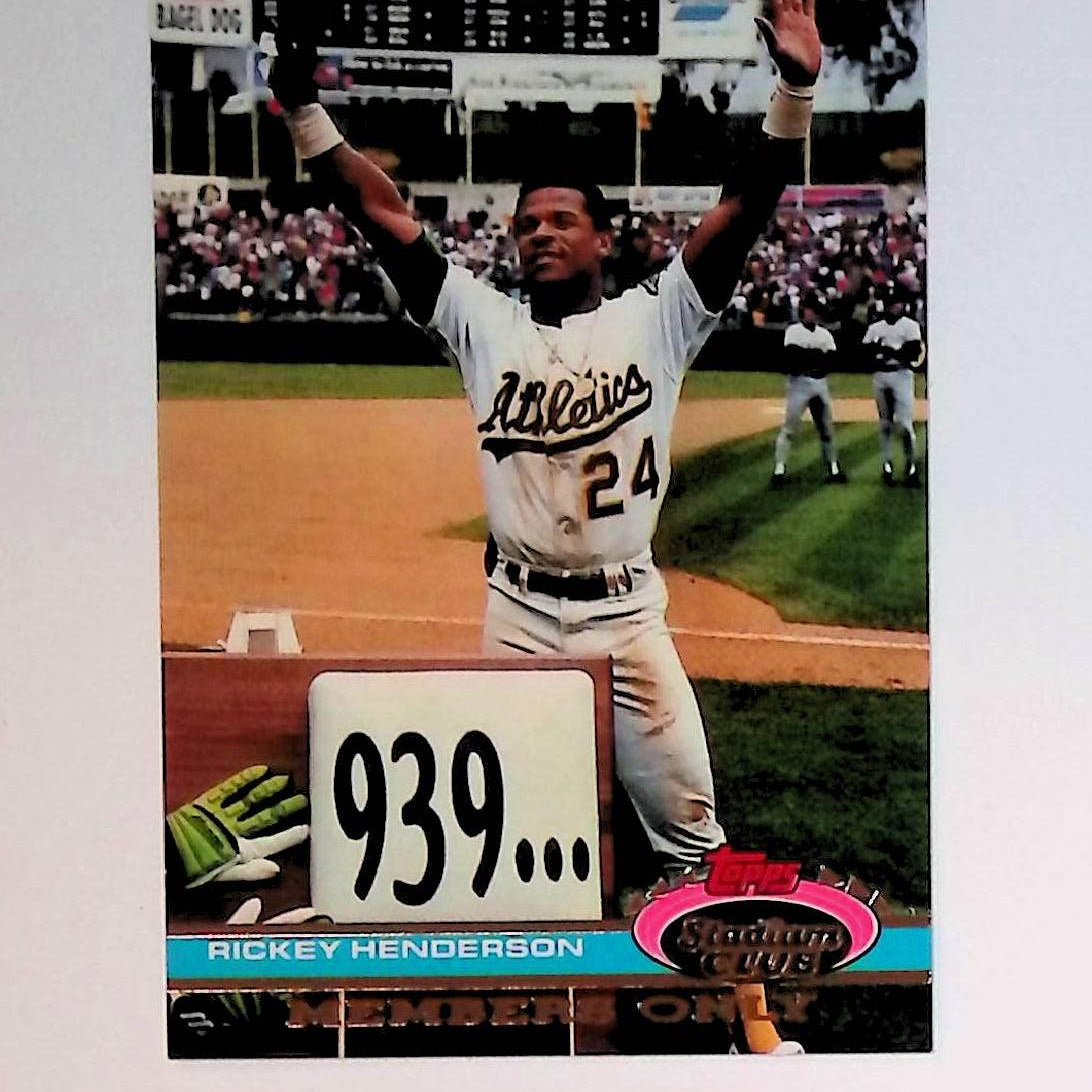 BAGEL DOG
Athletics
24
939...
Topps
RICKEY HENDERSON
Stadium
Club
MEMBERS ONLY